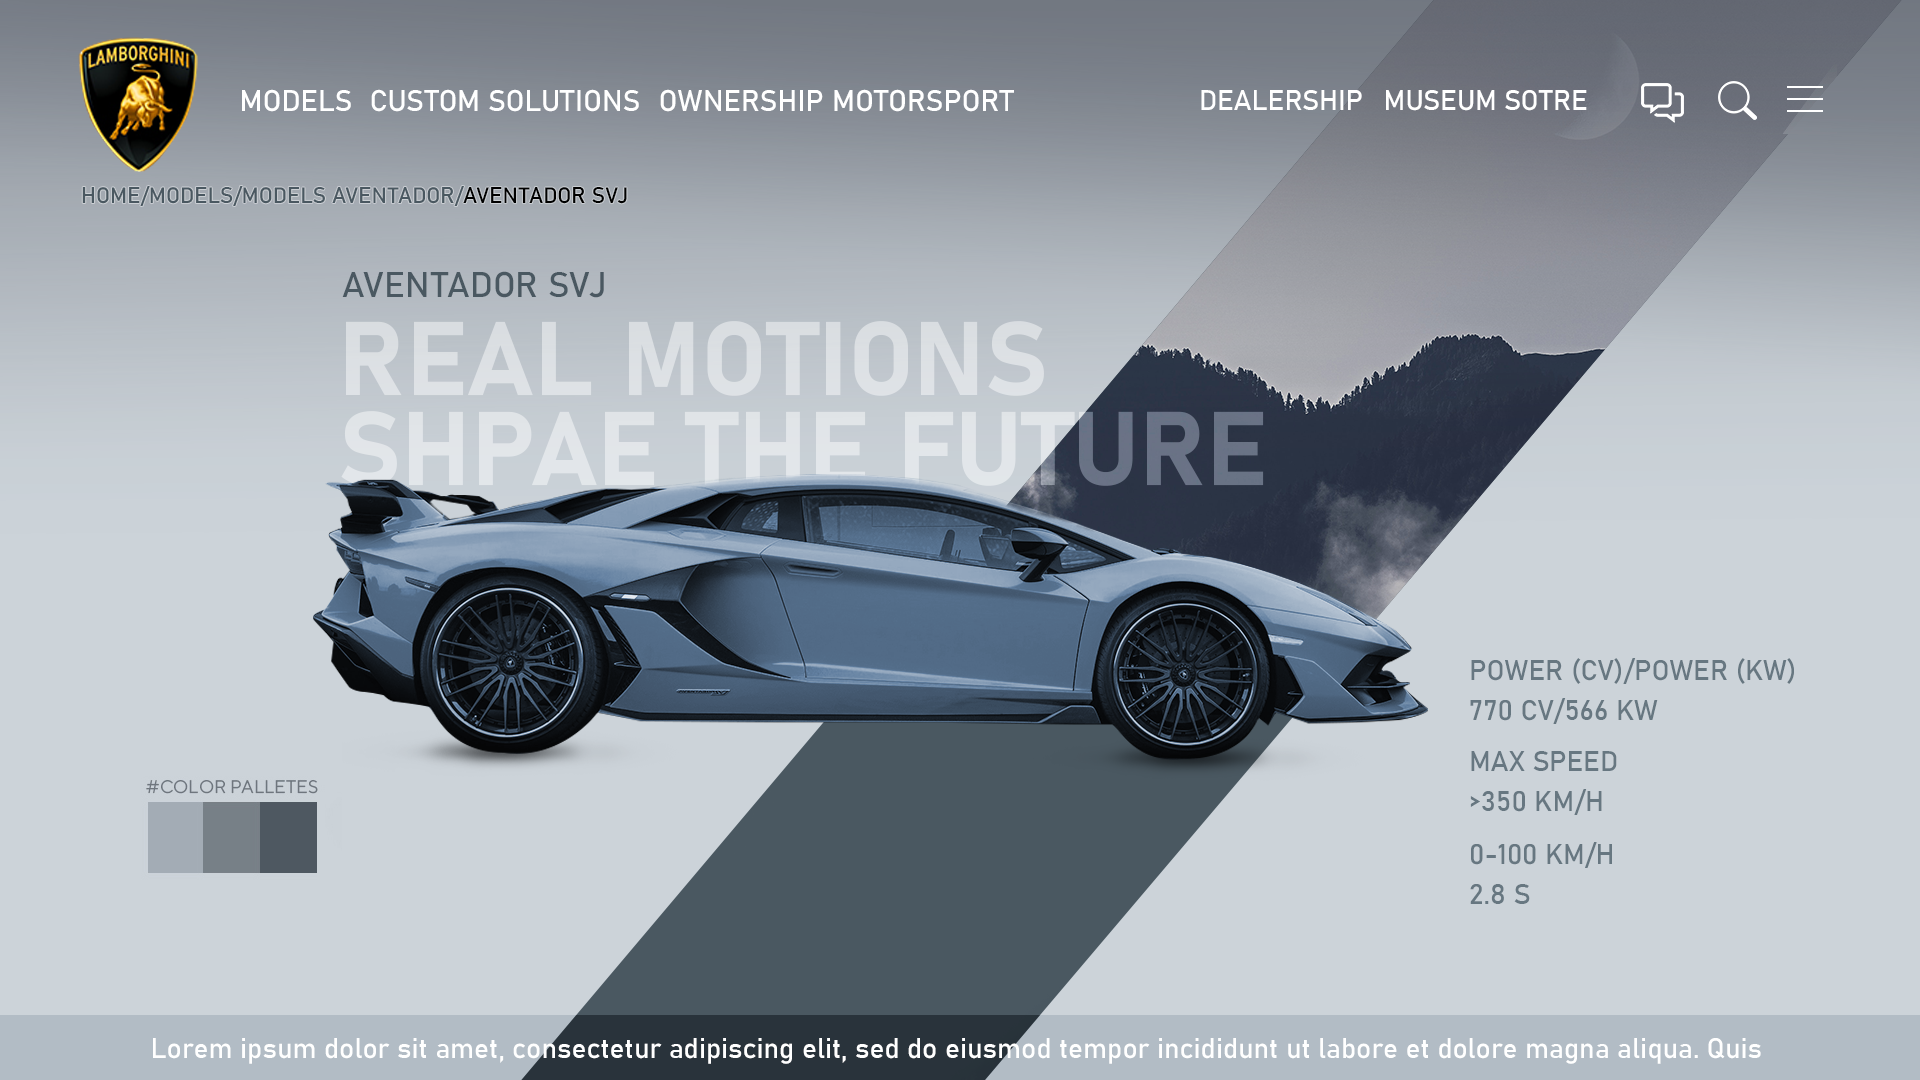 LAMBORGHINI
MODELS CUSTOM SOLUTIONS OWNERSHIP MOTORSPORT
DEALERSHIP MUSEUM SOTRE
HOME/MODELS/MODELS AVENTADOR/AVENTADOR SVJ
AVENTADOR SVJ
REAL MOTIONS
SHPAE THE FUTURE
POWER (CV)/POWER (KW)
770 CV/566 KW
MAX SPEED
>350 KM/H
0-100 KM/H
2.8 S
#COLOR PALLETES
Lorem ipsum dolor sit amet, consectetur adipiscing elit, sed do eiusmod tempor incididunt ut labore et dolore magna aliqua. Quis